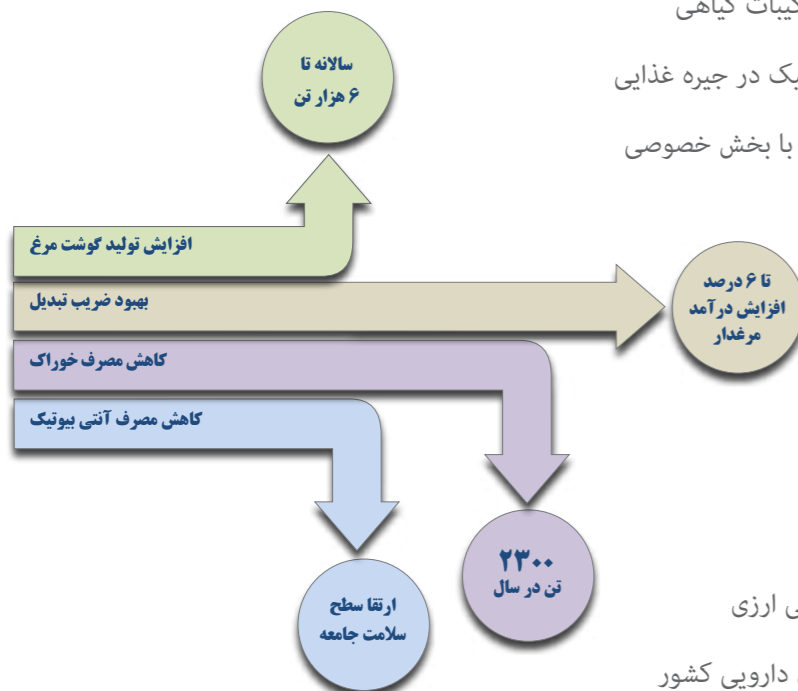 کیبات گیاهی
سالانه تا
۶ هزار تن
یک در جیره غذایی
با بخش خصوصی
افزایش تولید گوشت مرغ
تا ۶ درصد
افزایش درآمد
مرغدار
بهبود ضریب تبدیل
کاهش مصرف خوراک
کاهش مصرف آنتی بیوتیک
۲۳۰۰
تن در سال
ارتقا سطح
سلامت جامعه
ی ارزی
دارویی کشور